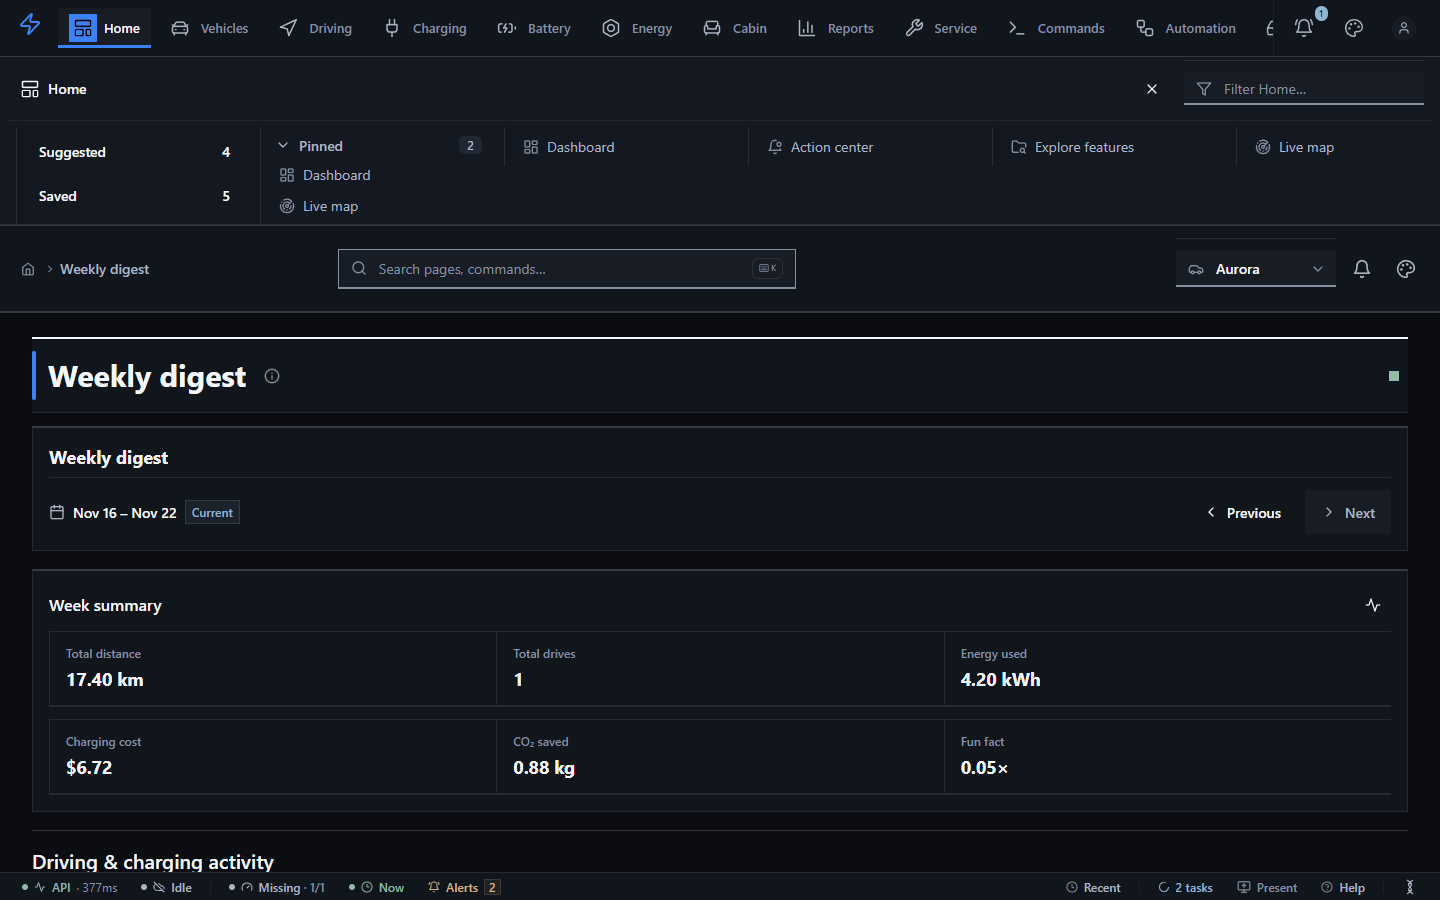 Home Vehicles Driving Charging Battery Energy Cabin Reports Service Commands Automation 1
Home Filter Home...
Suggested 4
Saved 5
Pinned 2
Dashboard
Live map
Dashboard Action center Explore features Live map
Weekly digest Search pages, commands... K Aurora
Weekly digest
Weekly digest
Nov 16 – Nov 22 Current Previous Next
Week summary
Total distance Total drives Energy used
17.40 km 1 4.20 kWh
Charging cost CO₂ saved Fun fact
$6.72 0.88 kg 0.05×
Driving & charging activity
API · 377ms Idle Missing · 1/1 Now Alerts 2 Recent 2 tasks Present Help